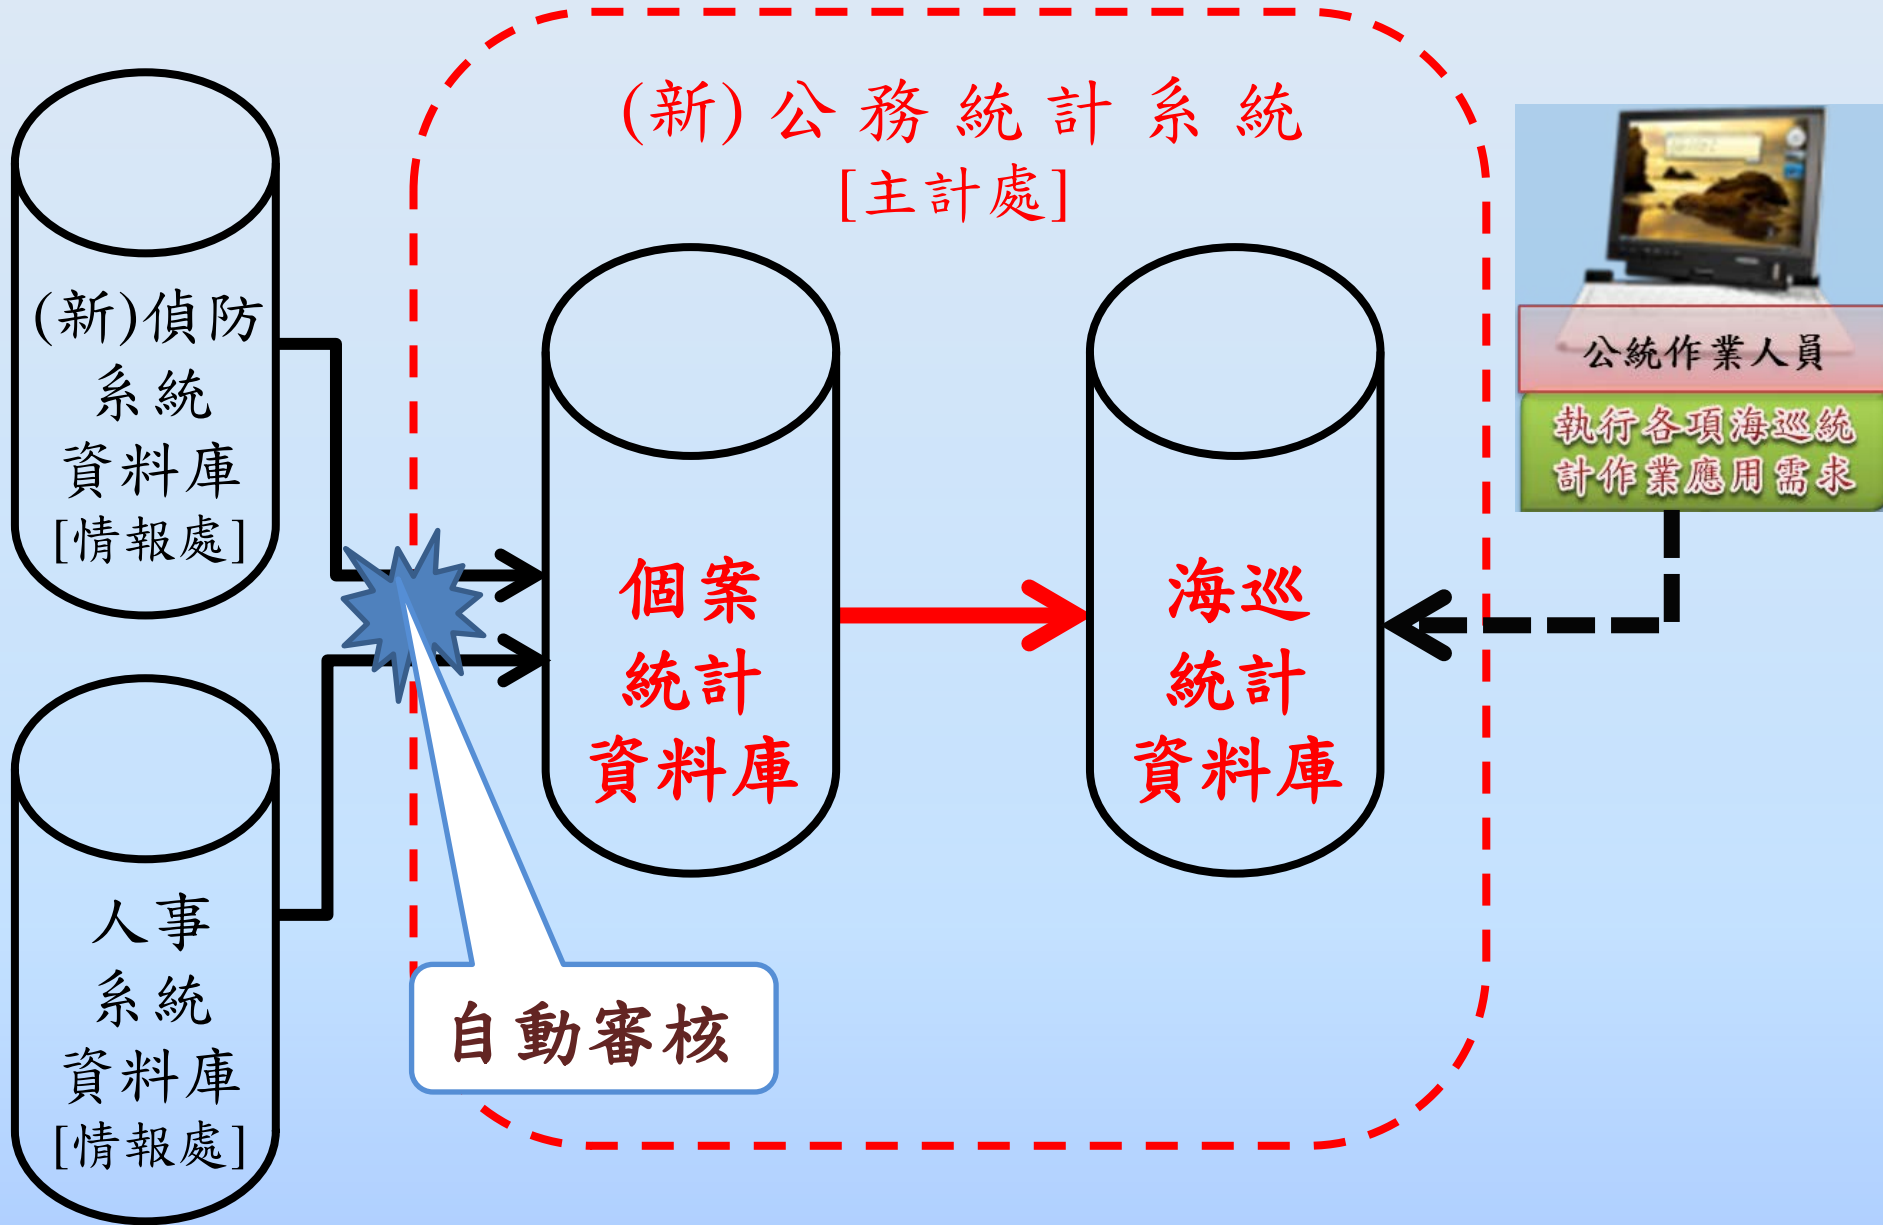 (新)公務統計系統
[主計處]
(新)偵防
系統
資料庫
[情報處]
人事
系統
資料庫
[情報處]
個案
統計
資料庫
海巡
統計
資料庫
自動審核
公統作業人員
執行各項海巡統
計作業應用需求